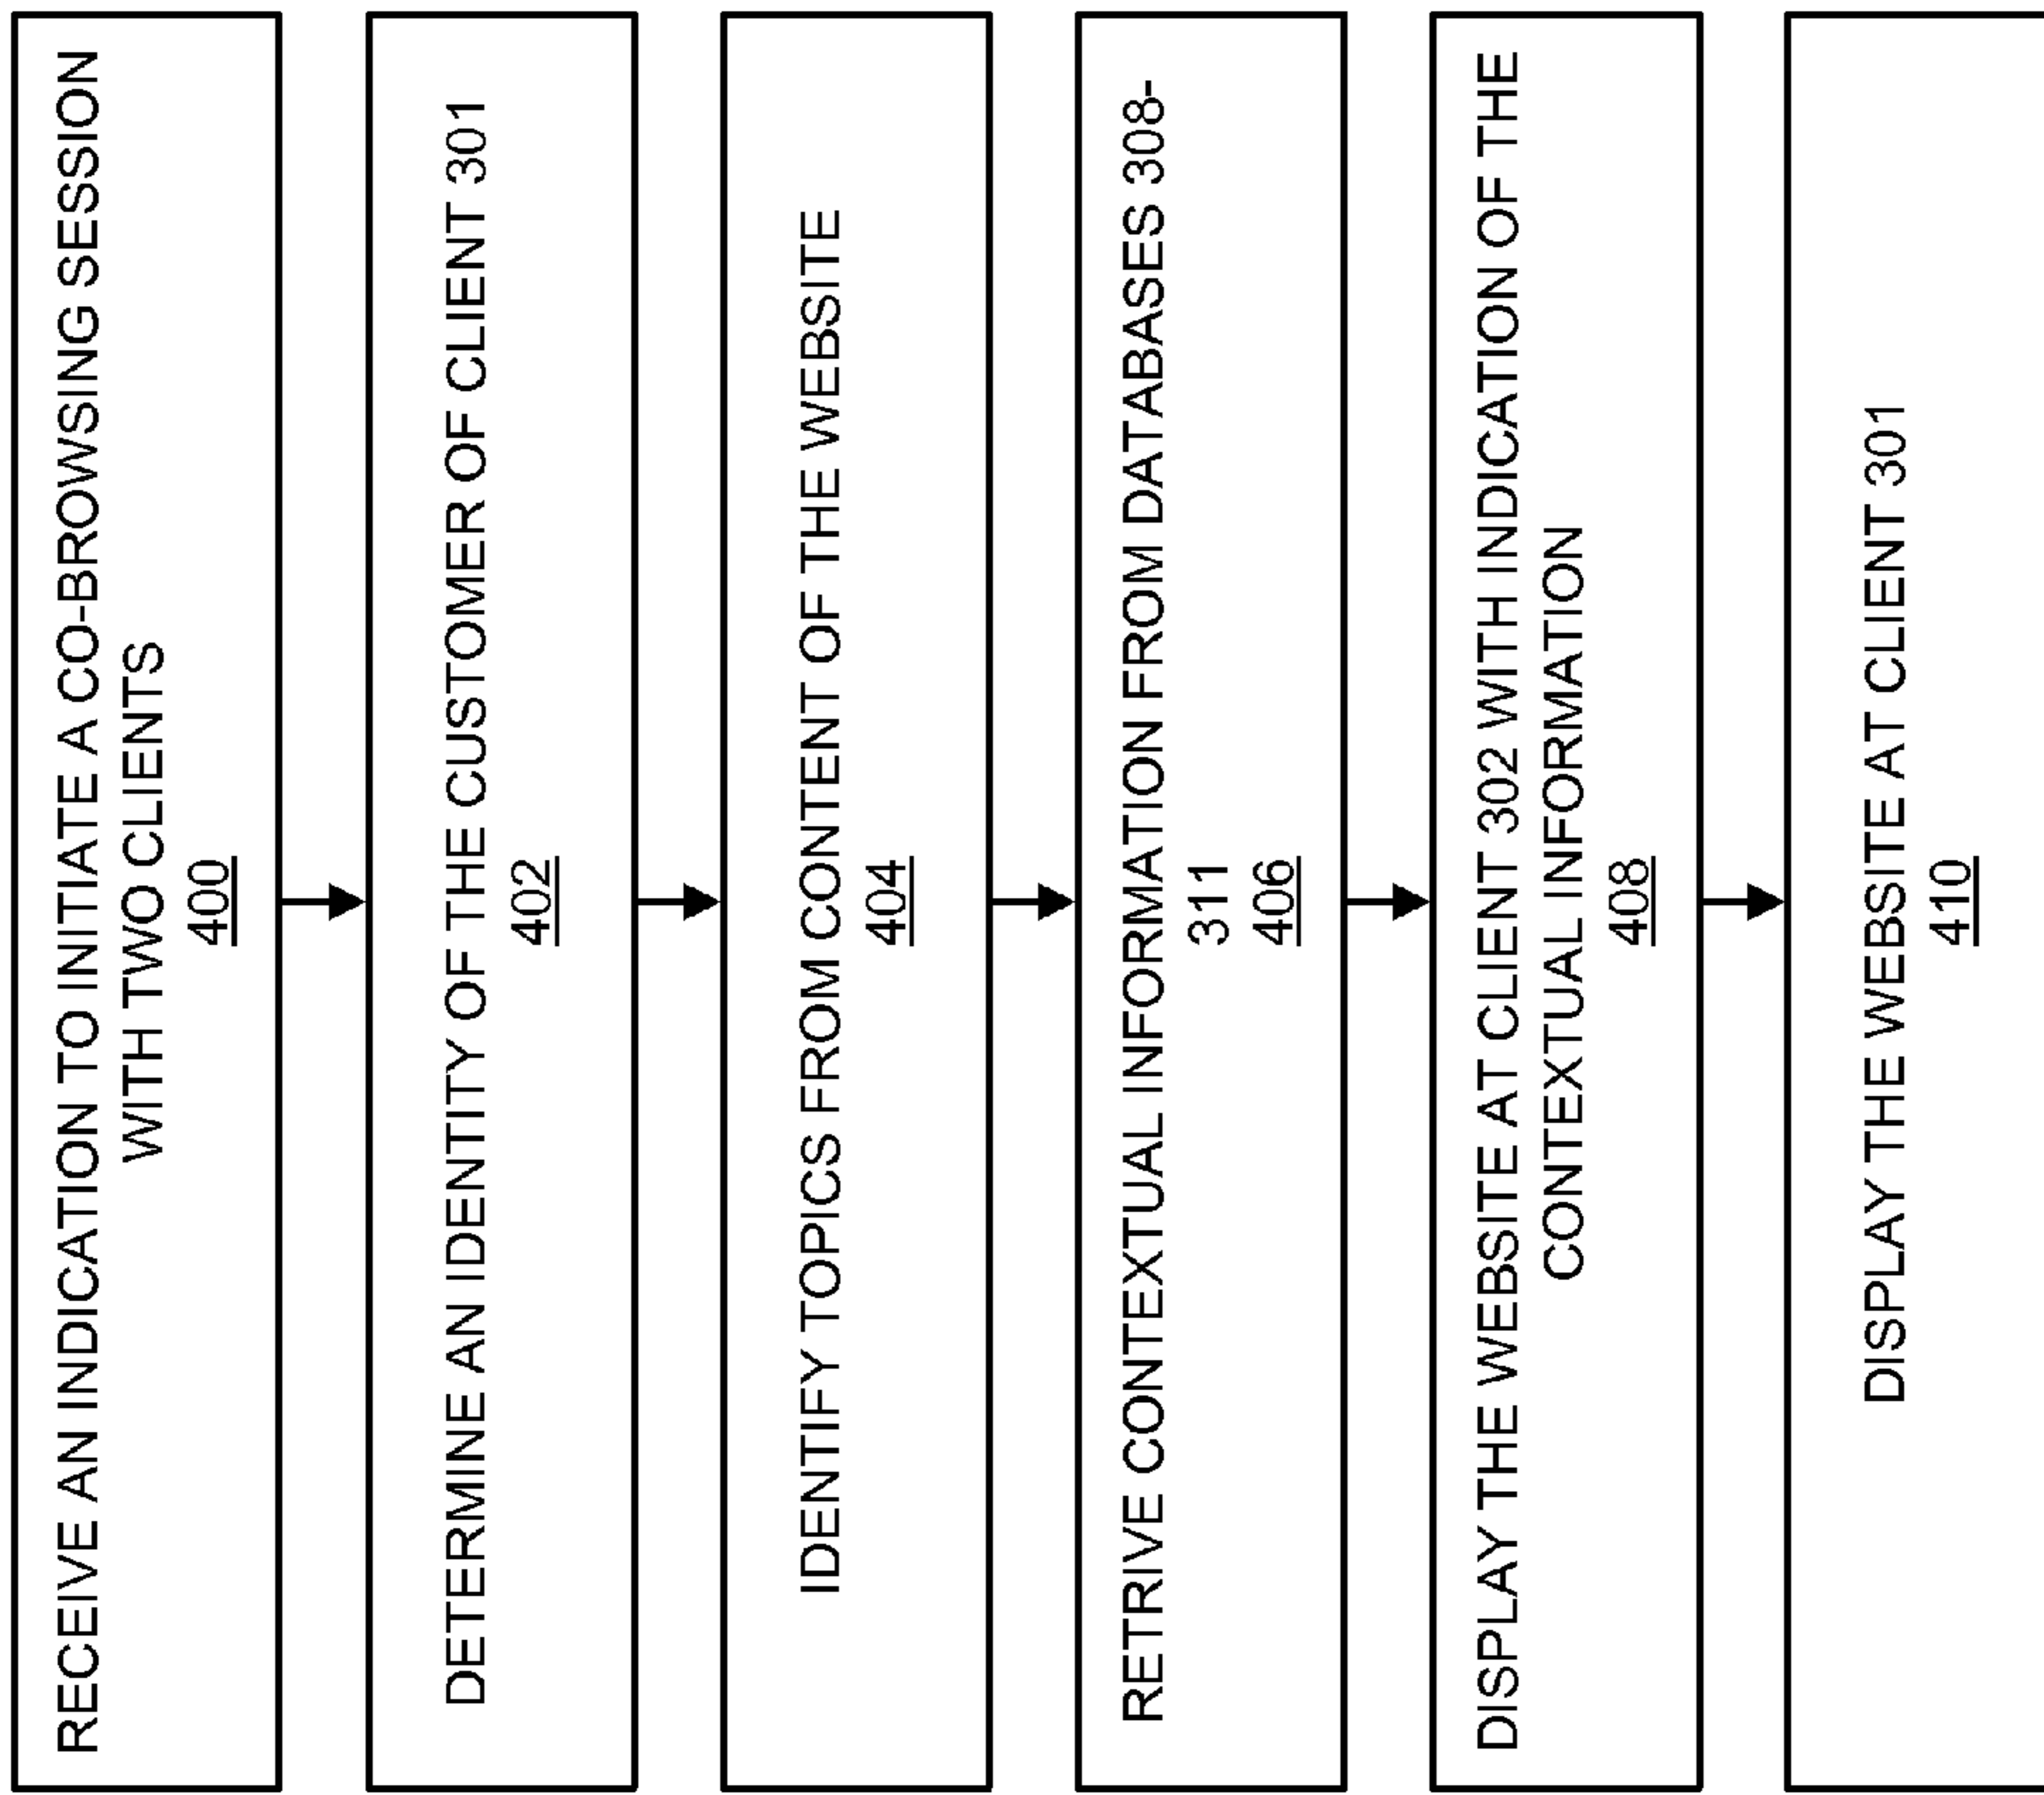 RECEIVE AN INDICATION TO INITIATE A CO-BROWSING SESSION
WITH TWO CLIENTS
400
DETERMINE AN IDENTITY OF THE CUSTOMER OF CLIENT 301
402
IDENTIFY TOPICS FROM CONTENT OF THE WEBSITE
404
RETRIVE CONTEXTUAL INFORMATION FROM DATABASES 308-
311
406
DISPLAY THE WEBSITE AT CLIENT 302 WITH INDICATION OF THE
CONTEXTUAL INFORMATION
408
DISPLAY THE WEBSITE AT CLIENT 301
410